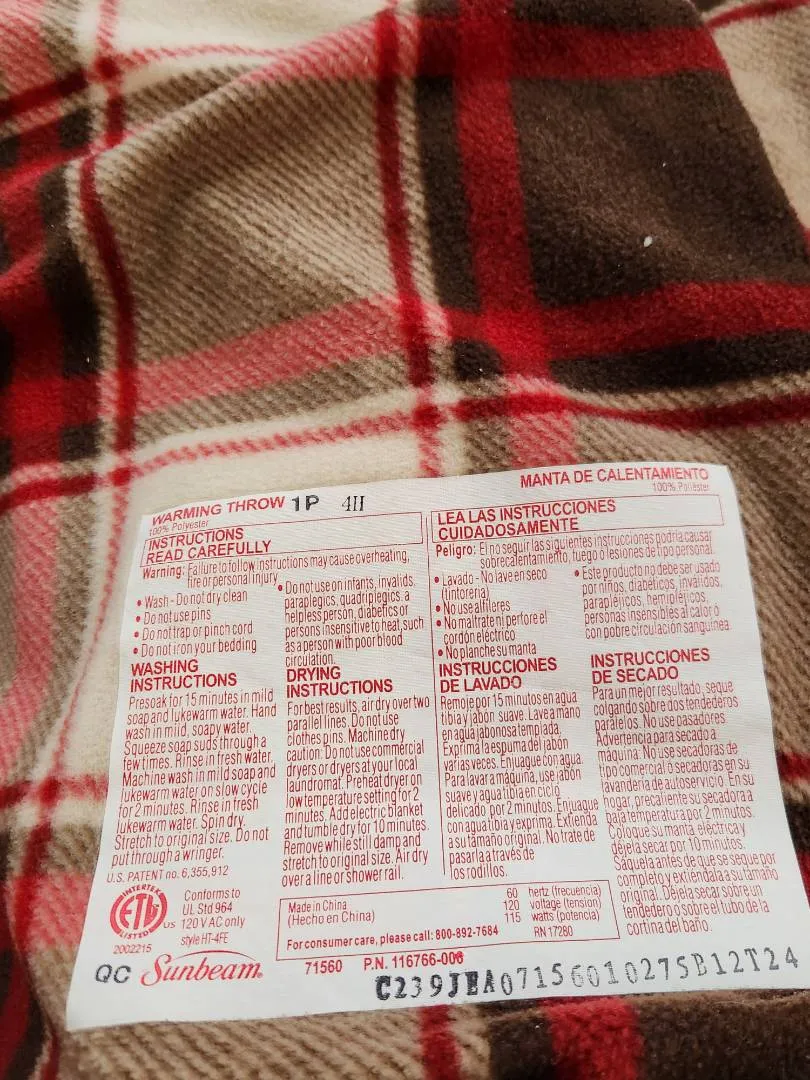 WARMING THROW 1P 4H
100% Polyester
INSTRUCTIONS
READ CAREFULLY
Warning: Failure to follow instructions may cause overheating,
fire or personal injury
• Wash - Do not dry clean
• Do not use pins
• Do not trap or pinch cord
• Do not iron your bedding
• Do not use on infants, invalids,
paraplegics, quadriplegics, a
helpless person, diabetics or
persons insensitive to heat, such
as a person with poor blood
circulation.
WASHING
INSTRUCTIONS
Presoak for 15 minutes in mild
soap and lukewarm water. Hand
wash in mild, soapy water.
Squeeze soap suds through a
few times. Rinse in fresh water.
Machine wash in mild soap and
lukewarm water on slow cycle
for 2 minutes. Rinse in fresh
lukewarm water. Spin dry.
Stretch to original size. Do not
put through a wringer.
DRYING
INSTRUCTIONS
For best results, air dry over two
parallel lines. Do not use
clothes pins. Machine dry
caution: Do not use commercial
dryers or dryers at your local
laundromat. Preheat dryer on
low temperature setting for 2
minutes. Add electric blanket
and tumble dry for 10 minutes.
Remove while still damp and
stretch to original size. Air dry
over a line or shower rail.
MANTA DE CALENTAMIENTO
100% Poliéster
LEA LAS INSTRUCCIONES
CUIDADOSAMENTE
Peligro: El no seguir las siguientes instrucciones podría causar
sobrecalentamiento, fuego o lesiones de tipo personal.
• Lavado - No lave en seco
(tintorería)
• No use alfileres
• No maltrate ni perfore el
cordón eléctrico
• No planche su manta
• Este producto no debe ser usado
por niños, diabéticos, inválidos,
parapléjicos, hemipléjicos,
personas insensibles al calor o
con pobre circulación sanguínea.
INSTRUCCIONES
DE LAVADO
Remoje por 15 minutos en agua
tibia y jabón suave. Lave a mano
en agua jabonosa templada.
Exprima la espuma del jabón
varias veces. Enjuague con agua.
Para lavar a máquina, use jabón
suave y agua tibia en ciclo
delicado por 2 minutos. Enjuague
con agua tibia y exprima. Extienda
a su tamaño original. No trate de
pasarla a través de
los rodillos.
INSTRUCCIONES
DE SECADO
Para un mejor resultado, seque
colgando sobre dos tendederos
paralelos. No use pasadores.
Advertencia para secado a
máquina: No use secadoras de
tipo comercial o secadoras en su
lavandería de autoservicio. En su
hogar, precaliente su secadora a
baja temperatura por 2 minutos.
Coloque su manta eléctrica y
déjela secar por 10 minutos.
Sáquela antes de que se seque por
completo y extiéndala a su tamaño
original. Déjela secar sobre un
tendedero o sobre el tubo de la
cortina del baño.
U.S. PATENT no. 6,355,912
INTERTEK
ETL
LISTED
US
2002215
Conforms to
UL Std 964
120 V AC only
style HT-4FE
Made in China
(Hecho en China)
60 hertz (frecuencia)
120 voltage (tension)
115 watts (potencia)
For consumer care, please call: 800-892-7684
RN 17280
QC Sunbeam®
71560 P.N. 116766-006
C239JEA07156010275B12T24